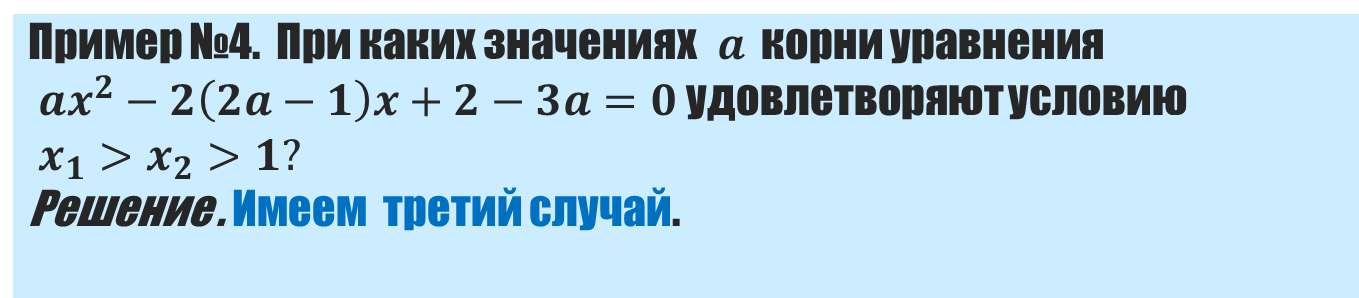 Пример №4. При каких значениях a корни уравнения
ax² − 2(2a − 1)x + 2 − 3a = 0 удовлетворяют условию
x₁ > x₂ > 1?
Решение. Имеем третий случай.